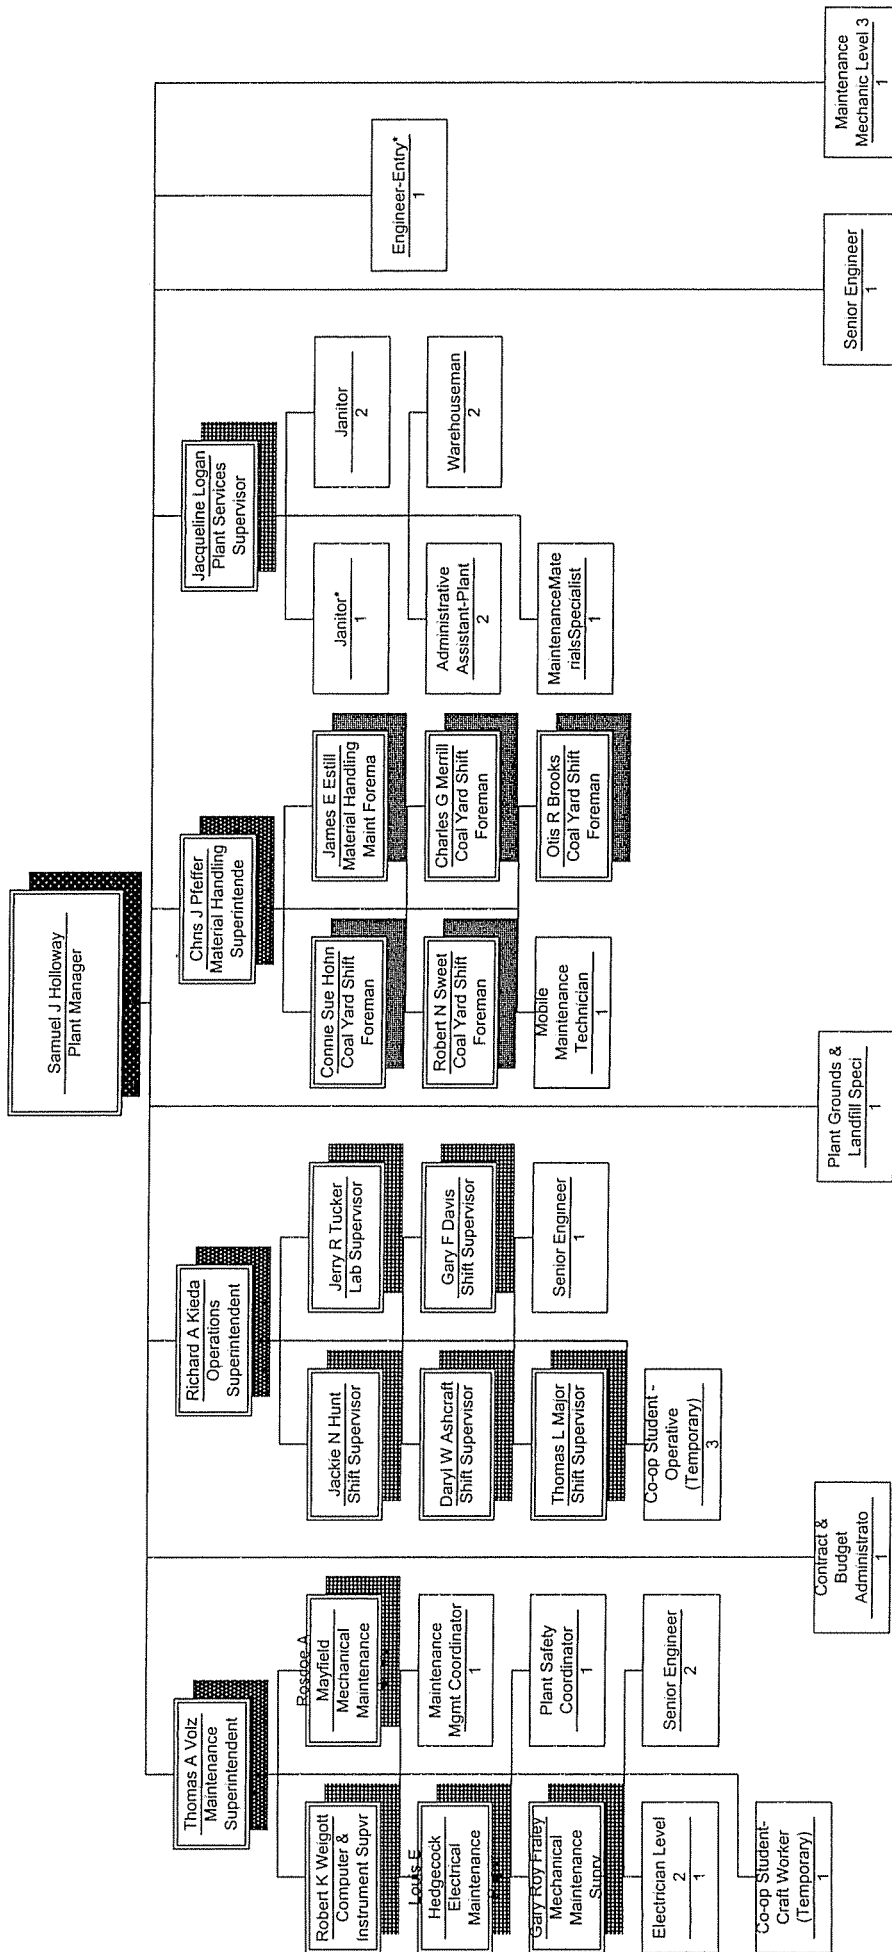 Samuel J Holloway
Plant Manager
Thomas A Volz
Maintenance
Superintendent
Robert K Weigott
Computer &
Instrument Supvr
Roscoe A
Mayfield
Mechanical
Maintenance
Louis E
Hedgecock
Electrical
Maintenance
Maintenance
Mgmt Coordinator
1
Gary Roy Fraley
Mechanical
Maintenance
Plant Safety
Coordinator
1
Electrician Level
2
1
Senior Engineer
2
Co-op Student-
Craft Worker
(Temporary)
1
Contract &
Budget
Administrato
1
Richard A Kieda
Operations
Superintendent
Jackie N Hunt
Shift Supervisor
Jerry R Tucker
Lab Supervisor
Daryl W Ashcraft
Shift Supervisor
Gary F Davis
Shift Supervisor
Thomas L Major
Shift Supervisor
Senior Engineer
1
Co-op Student -
Operative
(Temporary)
3
Plant Grounds &
Landfill Speci
1
Chris J Pfeffer
Material Handling
Superintende
Connie Sue Hohn
Coal Yard Shift
Foreman
James E Estill
Material Handling
Maint Forema
Robert N Sweet
Coal Yard Shift
Foreman
Charles G Merrill
Coal Yard Shift
Foreman
Mobile
Maintenance
Technician
1
Otis R Brooks
Coal Yard Shift
Foreman
Jacqueline Logan
Plant Services
Supervisor
Janitor*
1
Janitor
2
Administrative
Assistant-Plant
2
Warehouseman
2
MaintenanceMate
rialsSpecialist
1
Senior Engineer
1
Engineer-Entry*
1
Maintenance
Mechanic Level 3
1